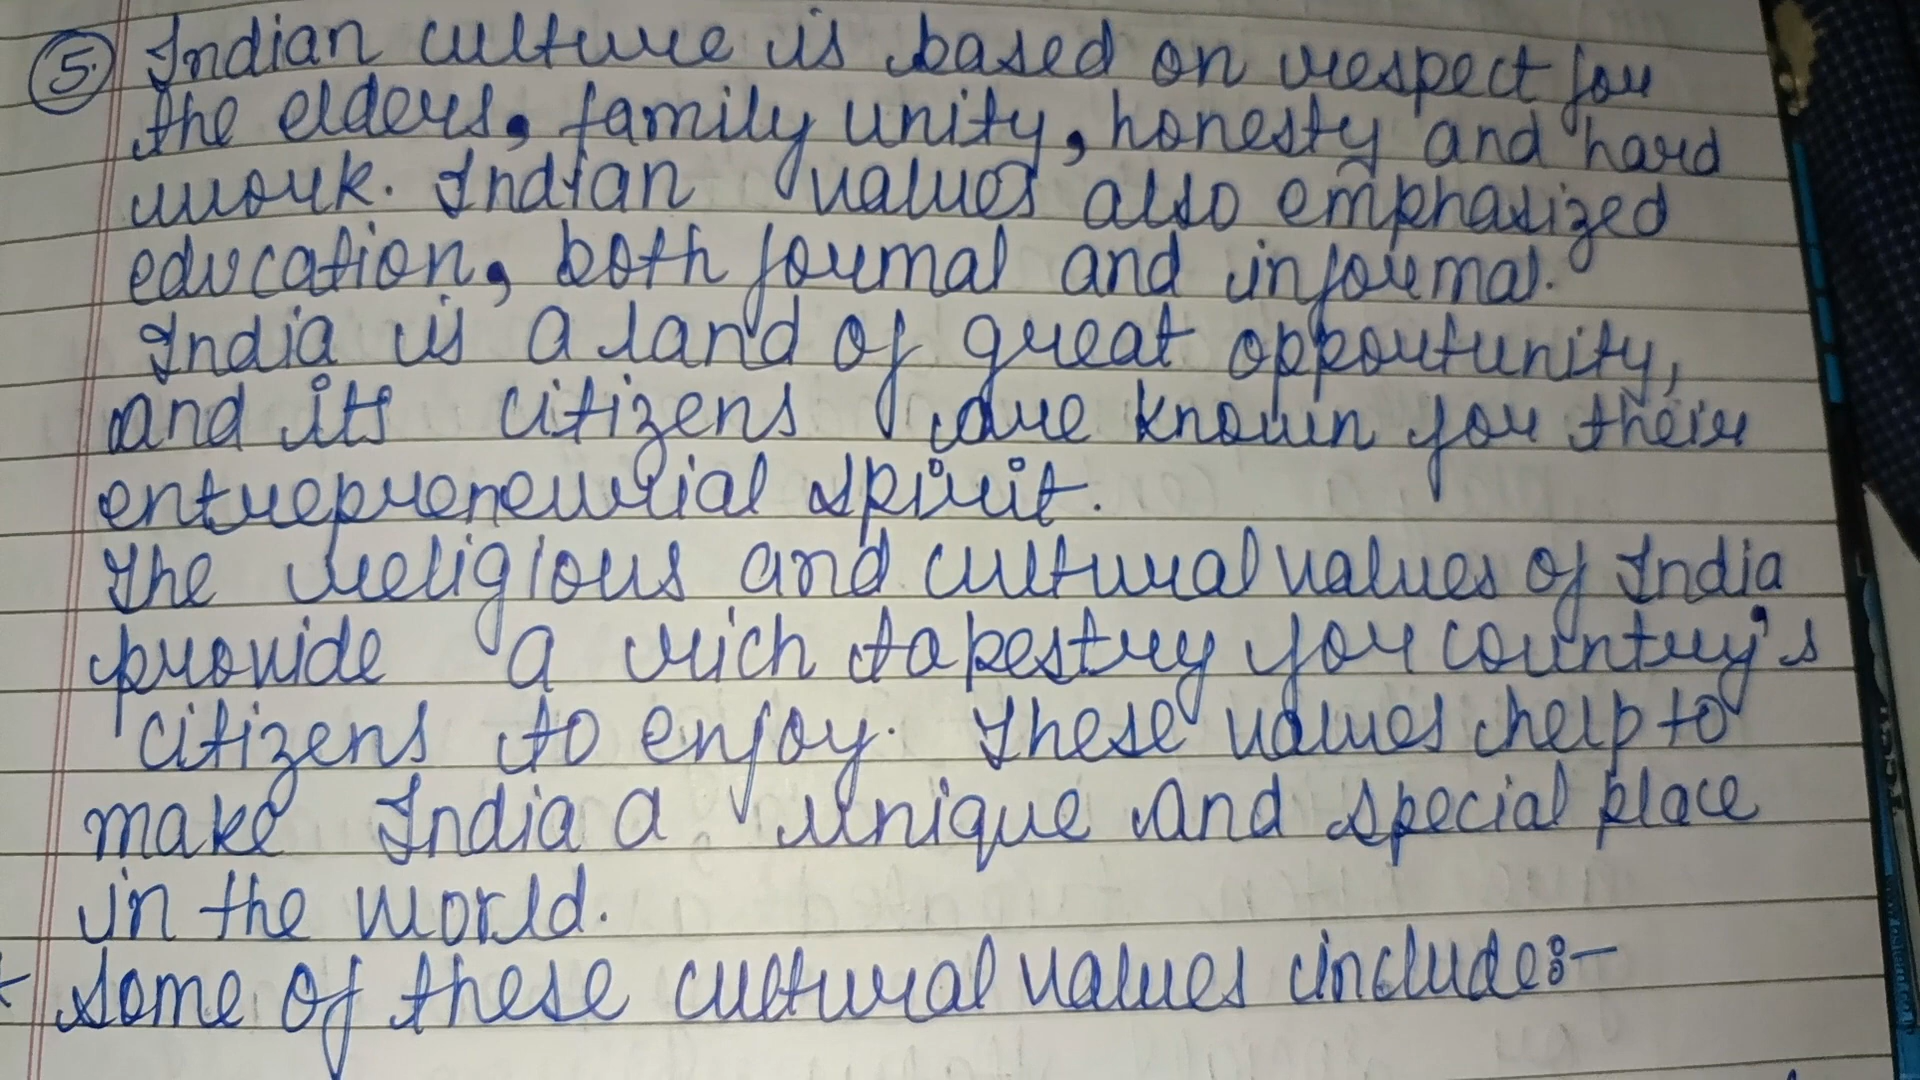 5. Indian culture is based on respect for
the elders, family unity, honesty and hard
work. Indian values also emphasized
education, both formal and informal.
India is a land of great opportunity,
and its citizens are known for their
entrepreneurial spirit.
The religious and cultural values of India
provide a rich tapestry for country's
citizens to enjoy. These values help to
make India a unique and special place
in the world.
Some of these cultural values include:-